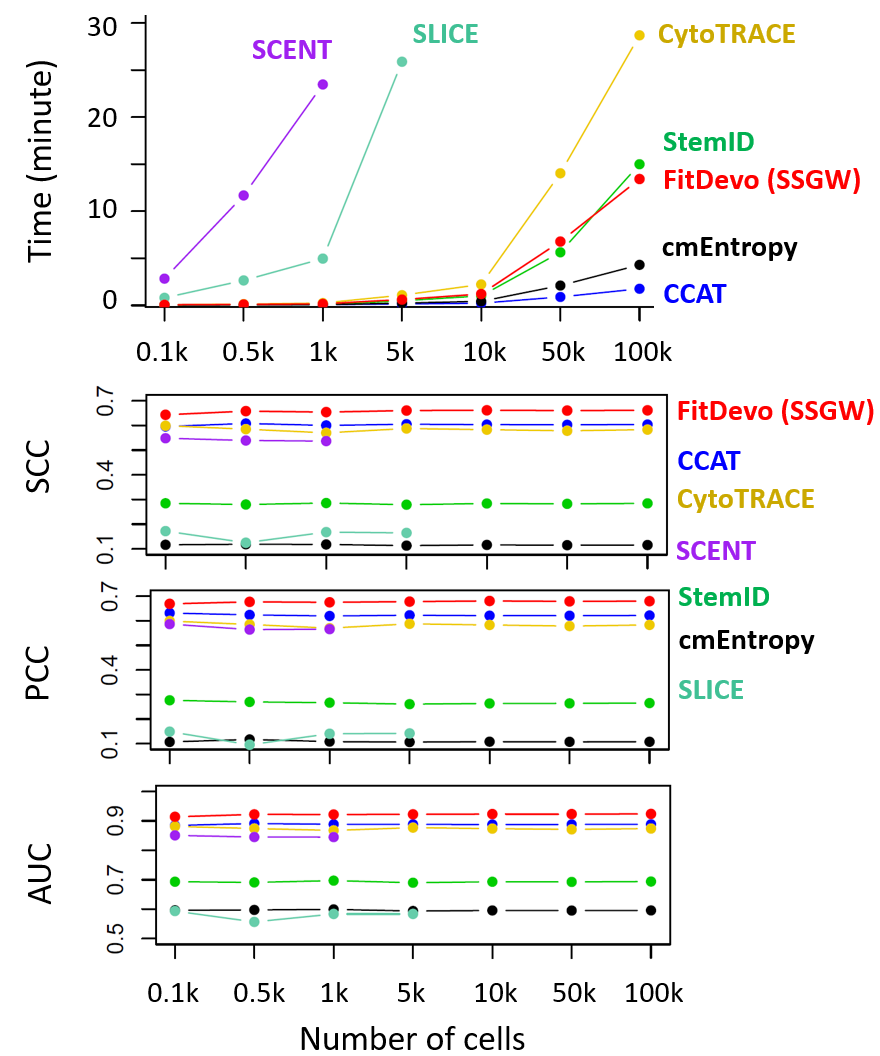 30
20
10
0
Time (minute)
SCENT
SLICE
CytoTRACE
StemID
FitDevo (SSGW)
cmEntropy
CCAT
0.1k 0.5k 1k 5k 10k 50k 100k
0.7
0.4
0.1
SCC
FitDevo (SSGW)
CCAT
CytoTRACE
SCENT
StemID
cmEntropy
SLICE
0.7
0.4
0.1
PCC
0.9
0.7
0.5
AUC
0.1k 0.5k 1k 5k 10k 50k 100k
Number of cells